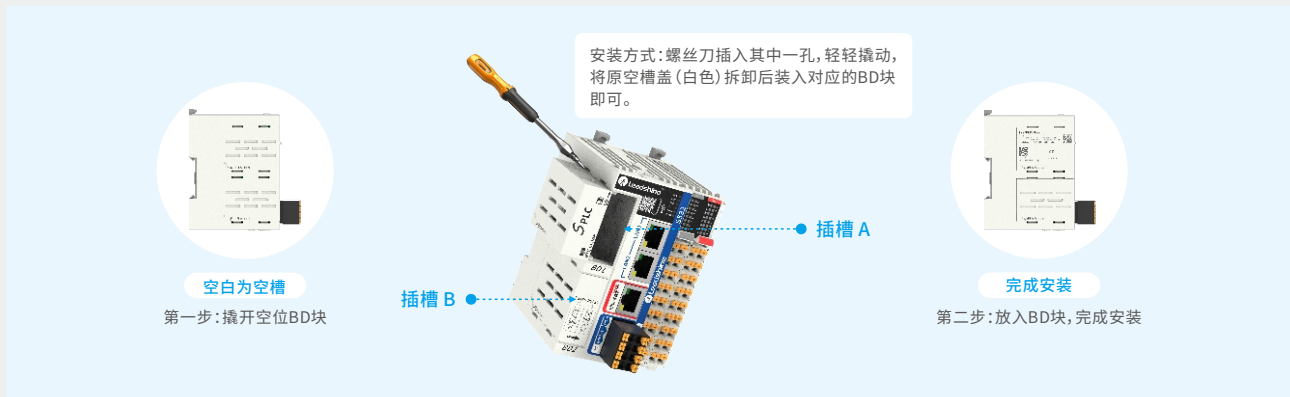 安装方式：螺丝刀插入其中一孔，轻轻撬动，
将原空槽盖（白色）拆卸后装入对应的BD块
即可。
Leadshine
SPLC
插槽 A
插槽 B
空白为空槽
第一步：撬开空位BD块
完成安装
第二步：放入BD块，完成安装